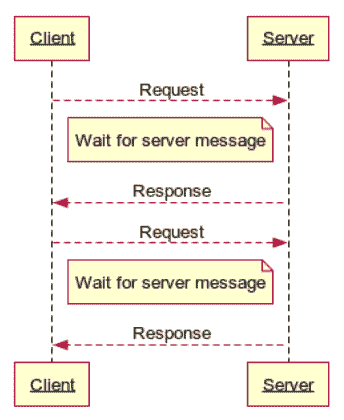 Client
Server
Request
Wait for server message
Response
Request
Wait for server message
Response
Client
Server